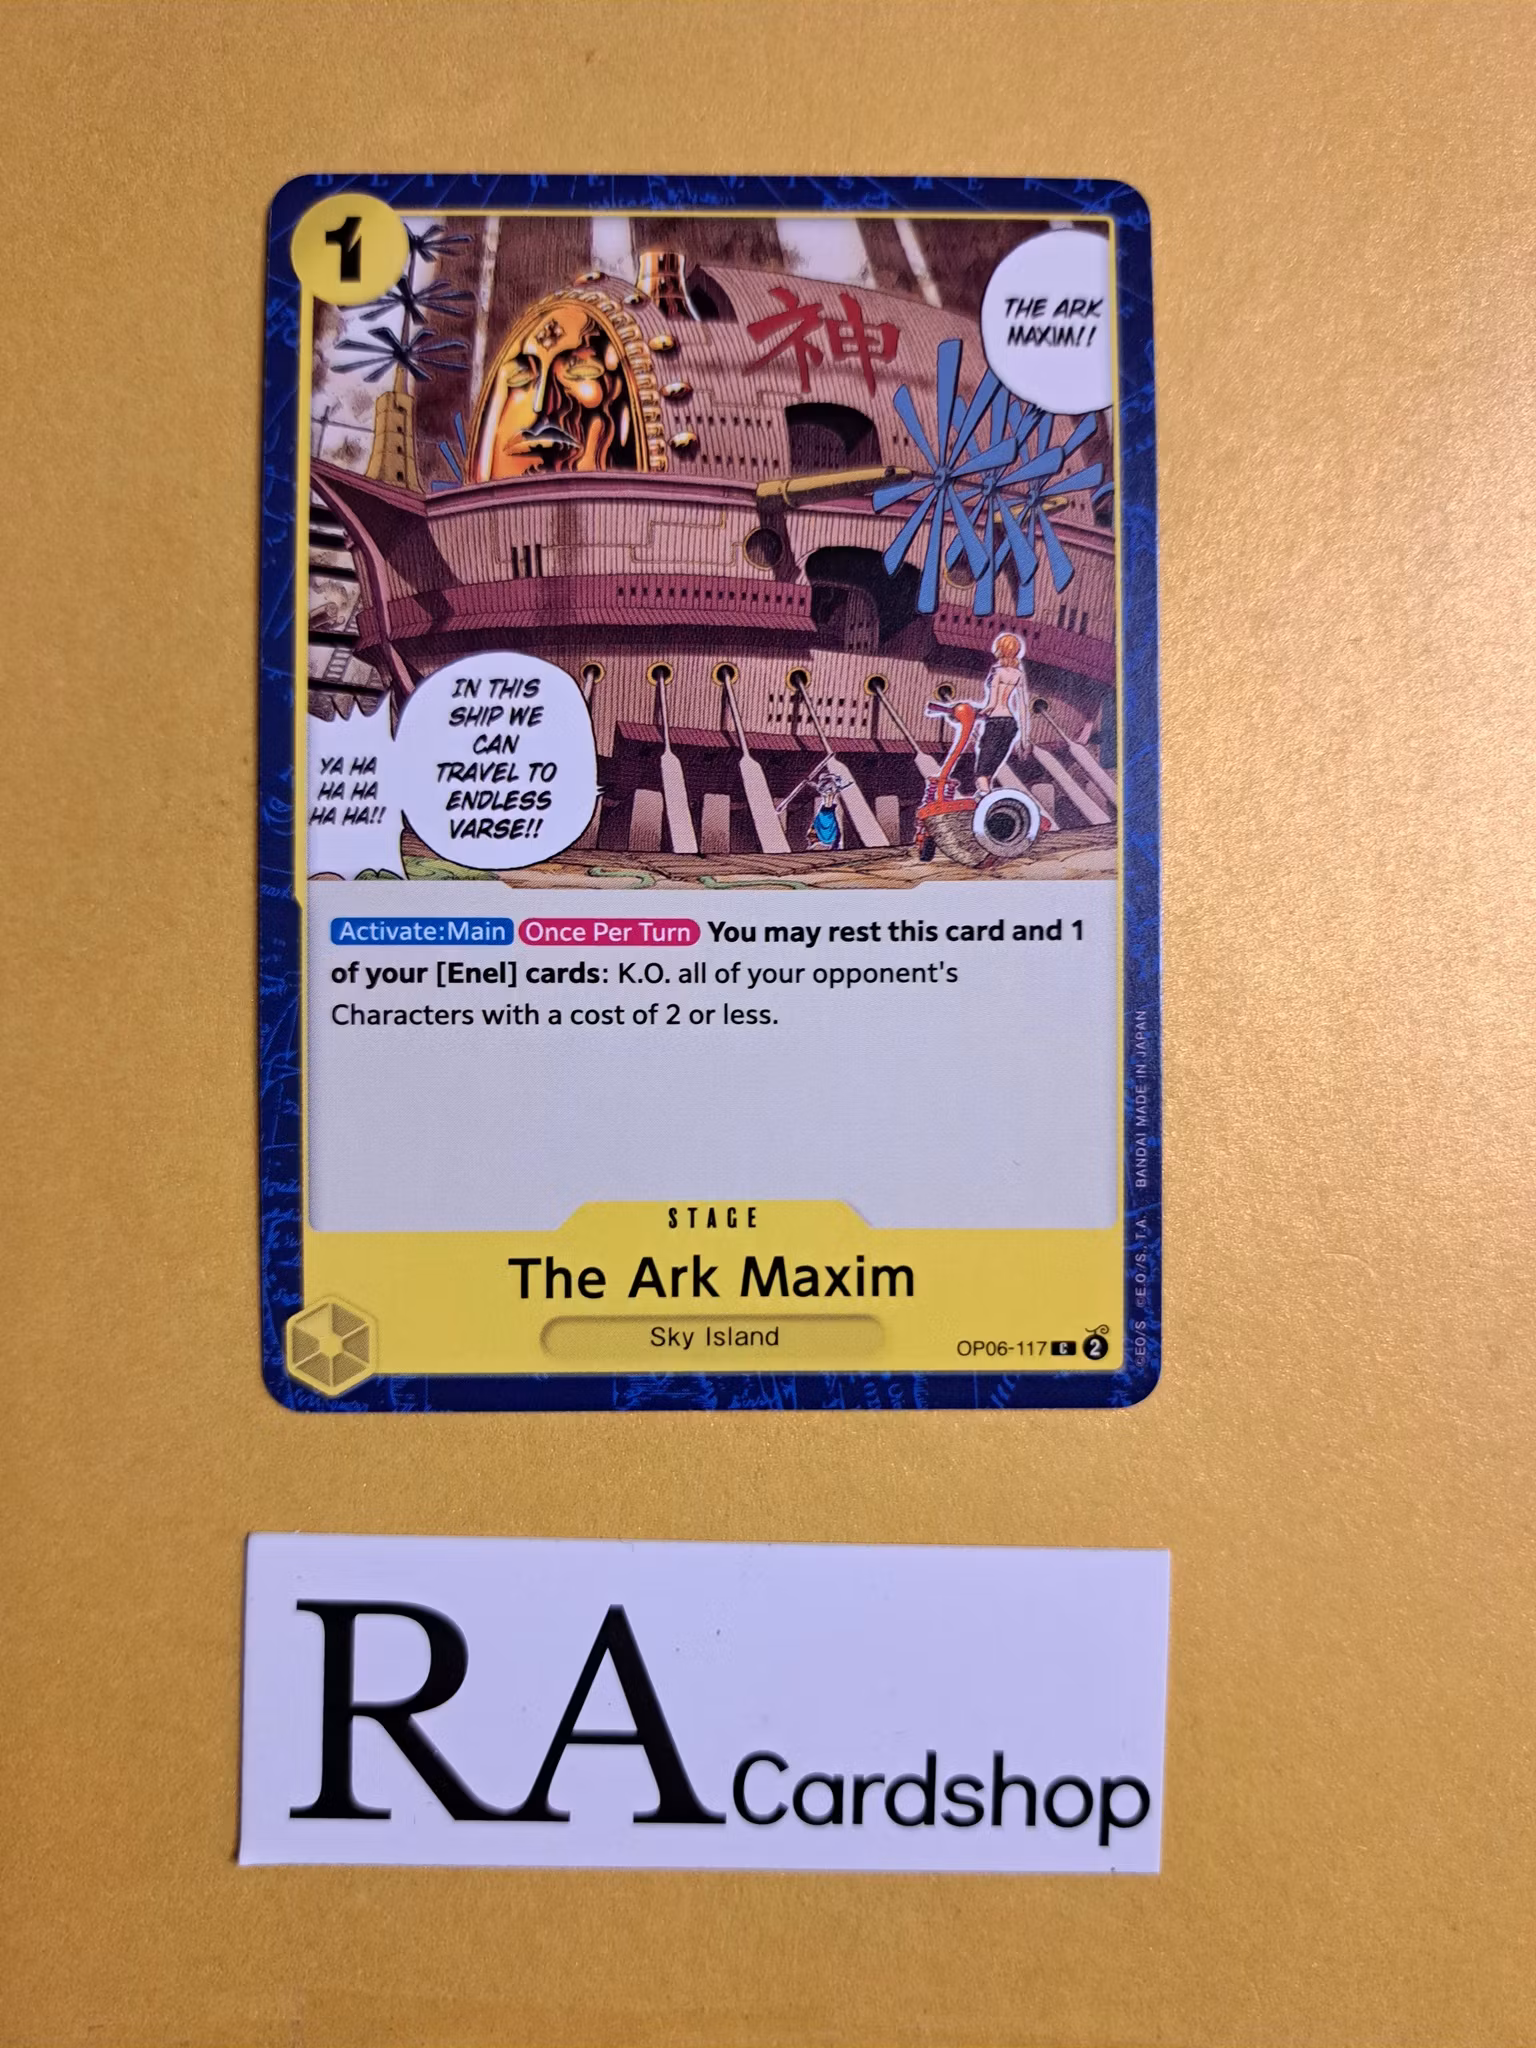 1
神
THE ARK
MAXIM!!
IN THIS
SHIP WE
CAN
TRAVEL TO
ENDLESS
VARSE!!
YA HA
HA HA
HA HA!!
Activate:Main Once Per Turn You may rest this card and 1
of your [Enel] cards: K.O. all of your opponent's
Characters with a cost of 2 or less.
STAGE
The Ark Maxim
Sky Island
OP06-117 C 2
©EO/S ©E.O./S., T.A. BANDAI MADE IN JAPAN
RA Cardshop